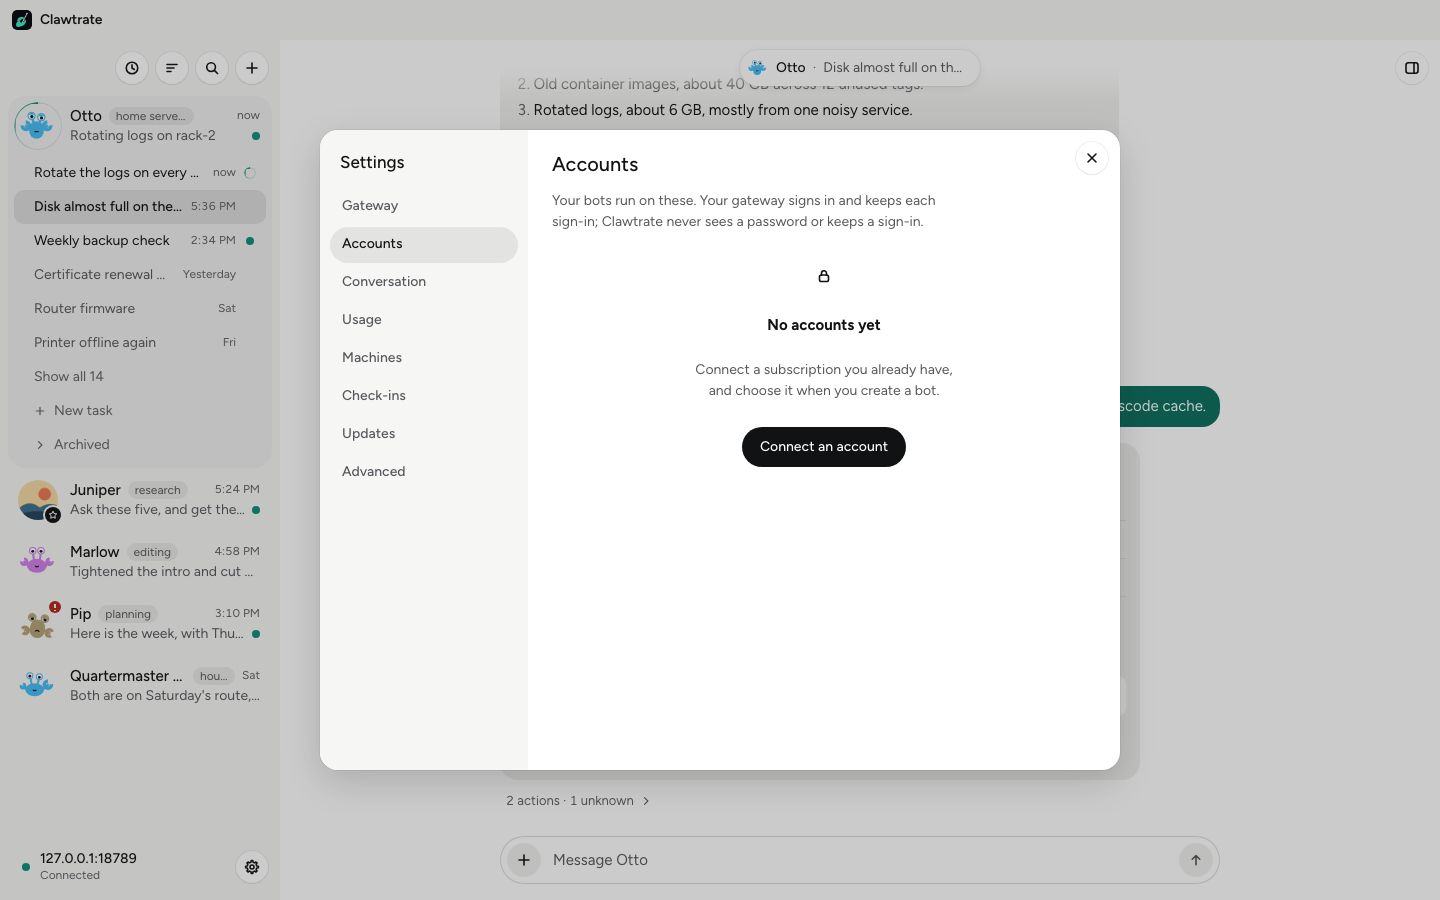 Clawtrate
Otto
home serve...
now
Rotating logs on rack-2
Rotate the logs on every ...
now
Disk almost full on the...
5:36 PM
Weekly backup check
2:34 PM
Certificate renewal ...
Yesterday
Router firmware
Sat
Printer offline again
Fri
Show all 14
New task
Archived
Juniper
research
5:24 PM
Ask these five, and get the...
Marlow
editing
4:58 PM
Tightened the intro and cut ...
Pip
planning
3:10 PM
Here is the week, with Thu...
Quartermaster ...
hou...
Sat
Both are on Saturday's route,...
127.0.0.1:18789
Connected
Otto · Disk almost full on th...
2. Old container images, about 40 GB across 12 unused tags.
3. Rotated logs, about 6 GB, mostly from one noisy service.
Settings
Gateway
Accounts
Conversation
Usage
Machines
Check-ins
Updates
Advanced
Accounts
Your bots run on these. Your gateway signs in and keeps each
sign-in; Clawtrate never sees a password or keeps a sign-in.
No accounts yet
Connect a subscription you already have,
and choose it when you create a bot.
Connect an account
scode cache.
2 actions · 1 unknown
Message Otto